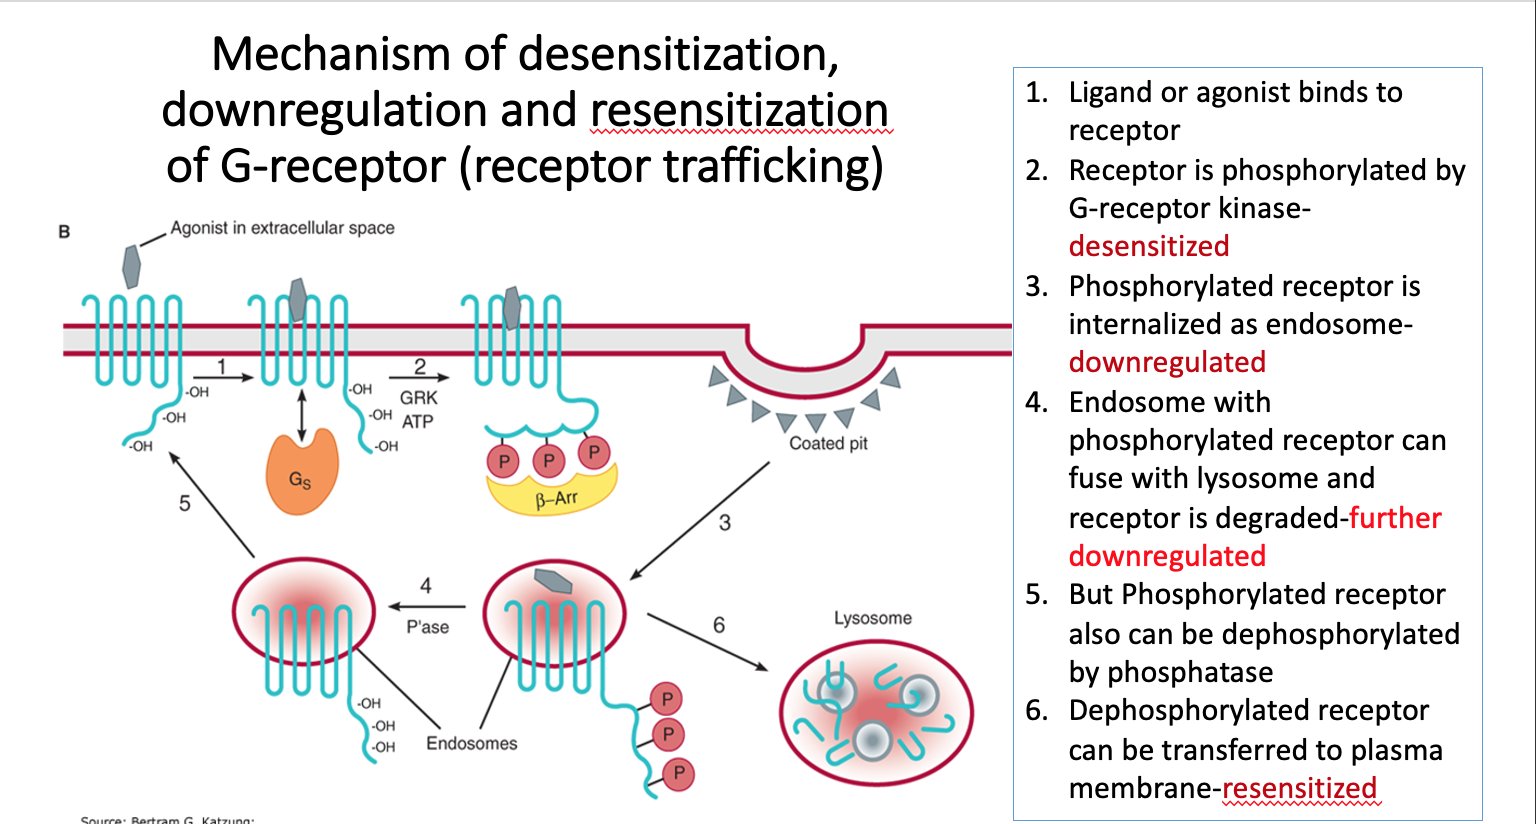 Mechanism of desensitization,
downregulation and resensitization
of G-receptor (receptor trafficking)
B
Agonist in extracellular space
1
-OH
-OH
-OH
Gs
-OH
-OH
-OH
2
GRK
ATP
P
P
P
β–Arr
Coated pit
3
5
4
P'ase
6
Lysosome
-OH
-OH
-OH
Endosomes
P
P
P
Source: Bertram G. Katzung:
1. Ligand or agonist binds to
receptor
2. Receptor is phosphorylated by
G-receptor kinase-
desensitized
3. Phosphorylated receptor is
internalized as endosome-
downregulated
4. Endosome with
phosphorylated receptor can
fuse with lysosome and
receptor is degraded-further
downregulated
5. But Phosphorylated receptor
also can be dephosphorylated
by phosphatase
6. Dephosphorylated receptor
can be transferred to plasma
membrane-resensitized